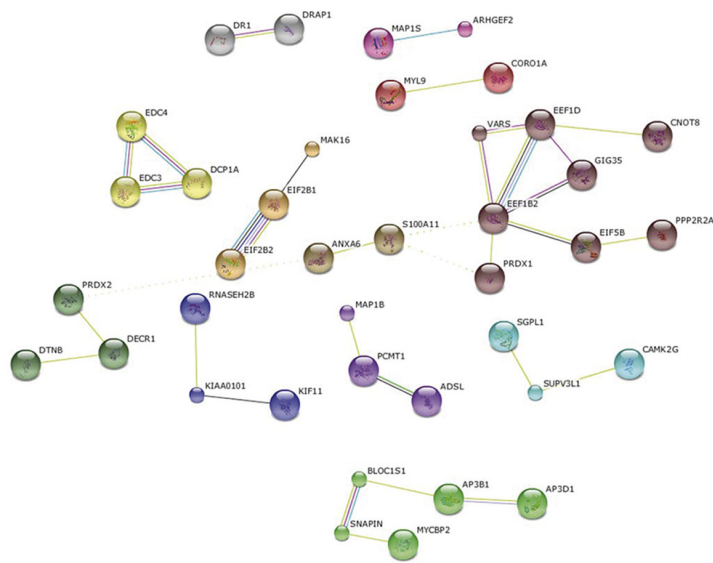 DR1
DRAP1
MAP1S
ARHGEF2
MYL9
CORO1A
EDC4
EDC3
DCP1A
MAK16
EIF2B1
EIF2B2
VARS
EEF1D
CNOT8
GIG35
EEF1B2
S100A11
ANXA6
EIF5B
PPP2R2A
PRDX1
PRDX2
DECR1
DTNB
RNASEH2B
KIAA0101
KIF11
MAP1B
PCMT1
ADSL
SGPL1
CAMK2G
SUPV3L1
BLOC1S1
AP3B1
AP3D1
SNAPIN
MYCBP2